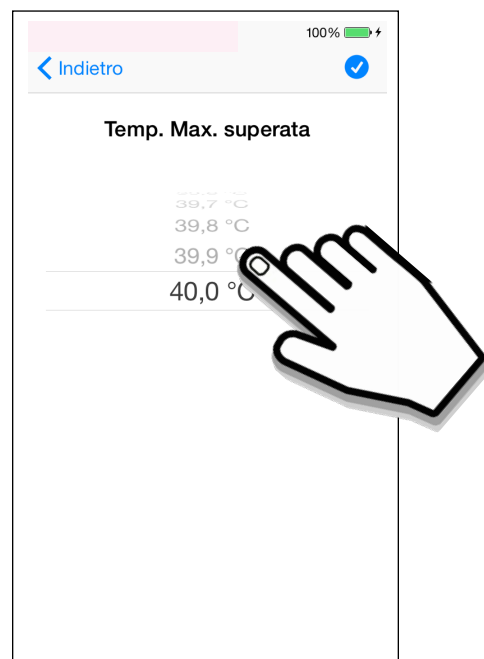 100%
Indietro
Temp. Max. superata
39,7 °C
39,8 °C
39,9 °C
40,0 °C